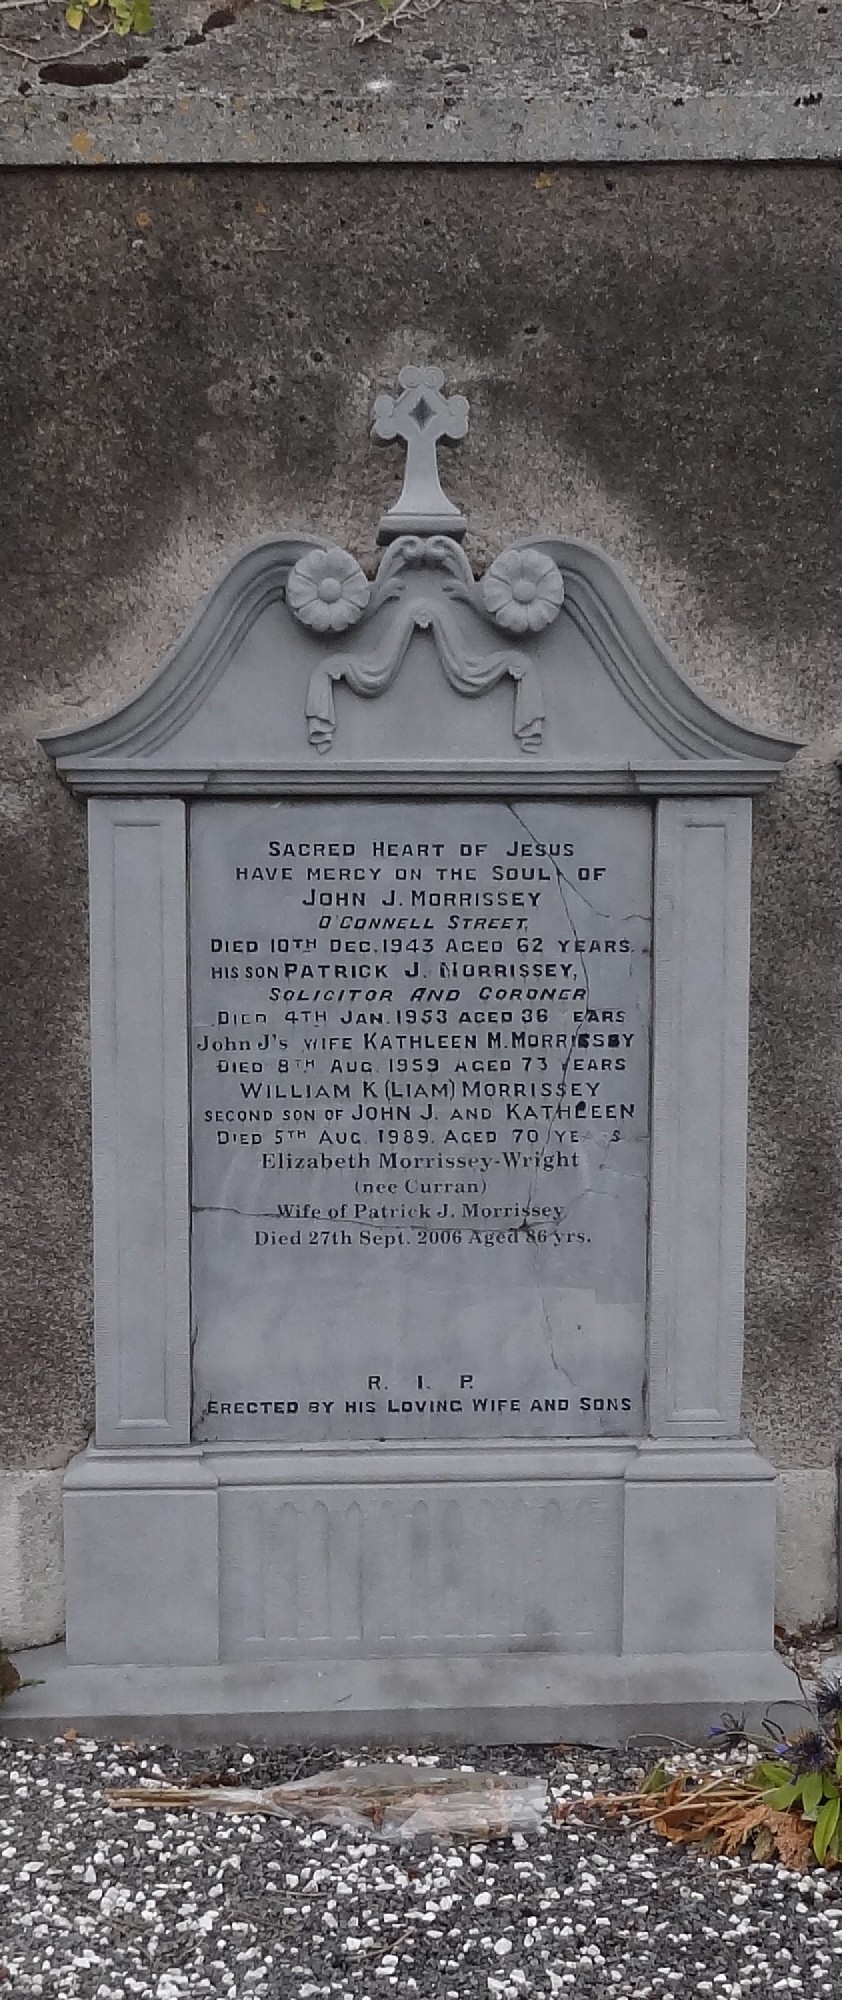 SACRED HEART OF JESUS
HAVE MERCY ON THE SOUL OF
JOHN J. MORRISSEY
O'CONNELL STREET,
DIED 10TH DEC. 1943 AGED 62 YEARS.
HIS SON PATRICK J. MORRISSEY,
SOLICITOR AND CORONER
DIED 4TH JAN. 1953 AGED 36 EARS
John J's WIFE KATHLEEN M. MORRISSEY
DIED 8TH AUG. 1959 AGED 73 YEARS
WILLIAM K (LIAM) MORRISSEY
SECOND SON OF JOHN J. AND KATHLEEN
DIED 5TH AUG. 1989. AGED 70 YE S
Elizabeth Morrissey-Wright
(nee Curran)
Wife of Patrick J. Morrissey
Died 27th Sept. 2006 Aged 86 yrs.
R. I. P.
ERECTED BY HIS LOVING WIFE AND SONS